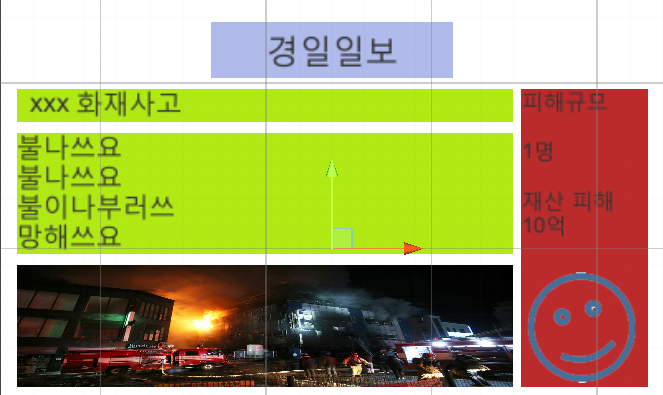 경일일보
xxx 화재사고
불나쓰요
불나쓰요
불이나부러쓰
망해쓰요
피해규모
1명
재산 피해
10억